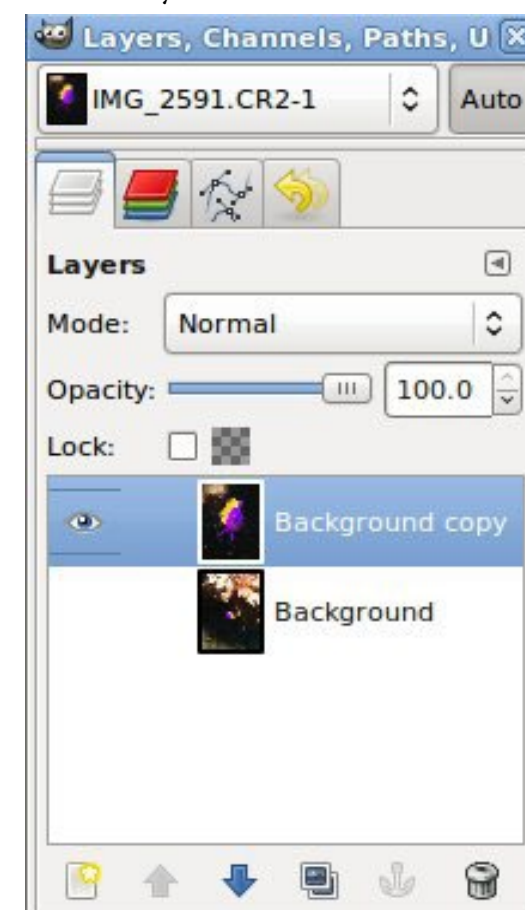 Layers, Channels, Paths, U
IMG_2591.CR2-1 Auto
Layers
Mode: Normal
Opacity: 100.0
Lock:
Background copy
Background